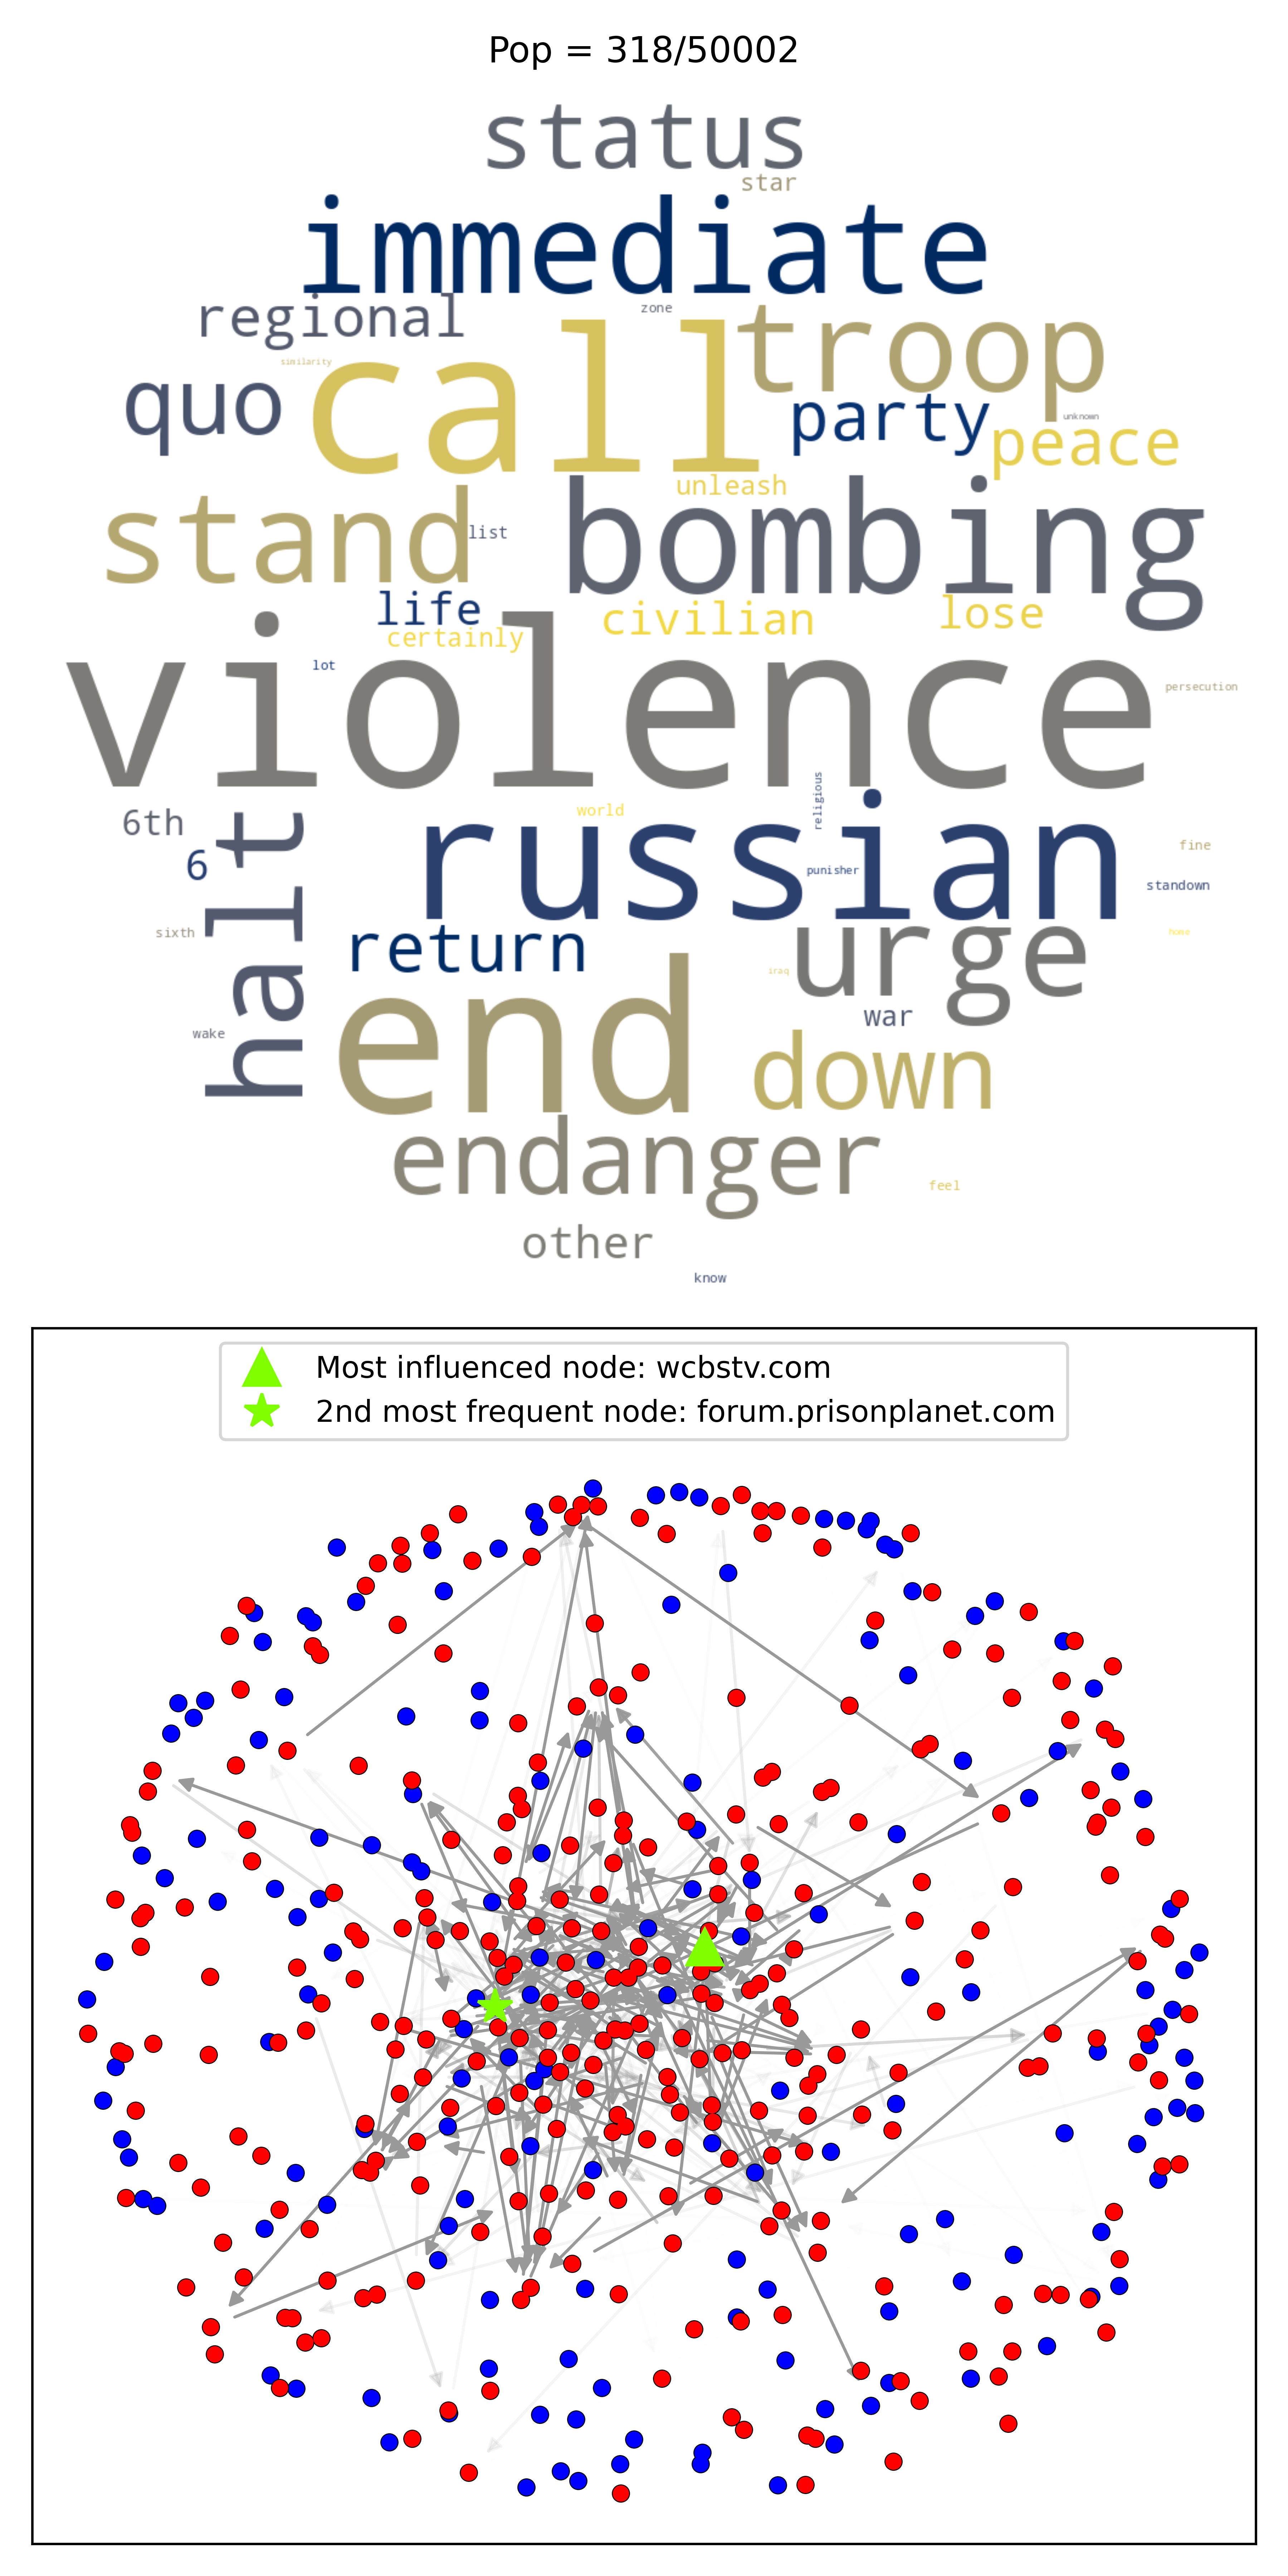 Pop = 318/50002
status
star
immediate
regional
zone
similarity
call
troop
quo
party
unknown
peace
unleash
stand
list
bombing
life
civilian
lose
certainly
violence
lot
persecution
6th
world
religious
russian
fine
6
halt
punisher
standown
sixth
return
urge
home
iraq
end
war
wake
down
endanger
feel
other
know
Most influenced node: wcbstv.com
2nd most frequent node: forum.prisonplanet.com